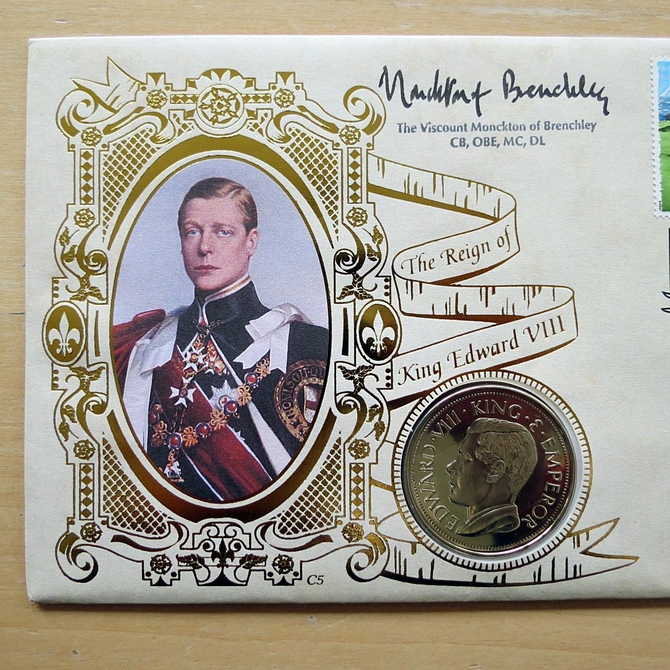 Monckton of Brenchley
The Viscount Monckton of Brenchley
CB, OBE, MC, DL
The Reign of
King Edward VIII
EDWARD VIII · KING · & EMPEROR
C5